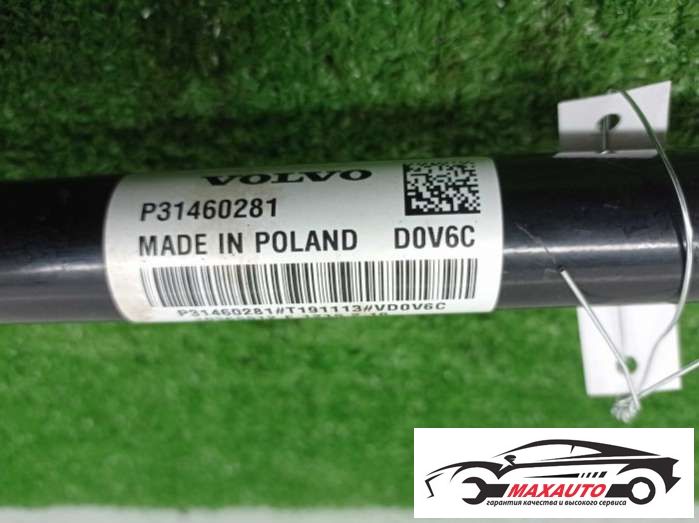 VOLVO
P31460281
MADE IN POLAND D0V6C
P31460281#T191113#VD0V6C
MAXAUTO
гарантия качества и высокого сервиса